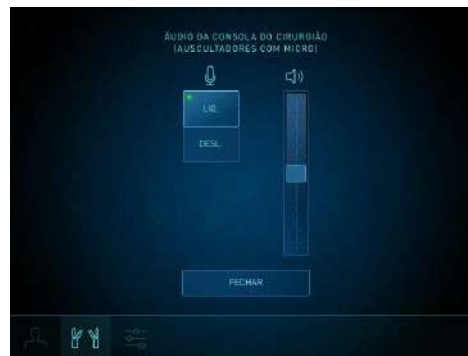 ÁUDIO DA CONSOLA DO CIRURGIÃO
(AUSCULTADORES COM MICRO)
LIG.
DESL.
FECHAR